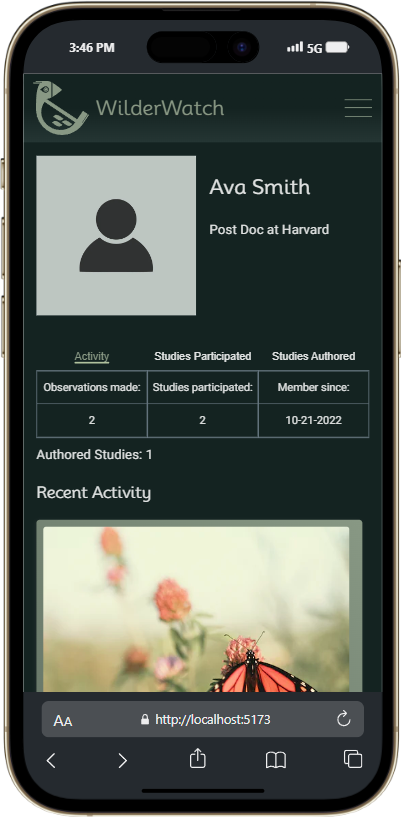 3:46 PM 5G
WilderWatch
Ava Smith
Post Doc at Harvard
Activity Studies Participated Studies Authored
Observations made: Studies participated: Member since:
2 2 10-21-2022
Authored Studies: 1
Recent Activity
AA http://localhost:5173